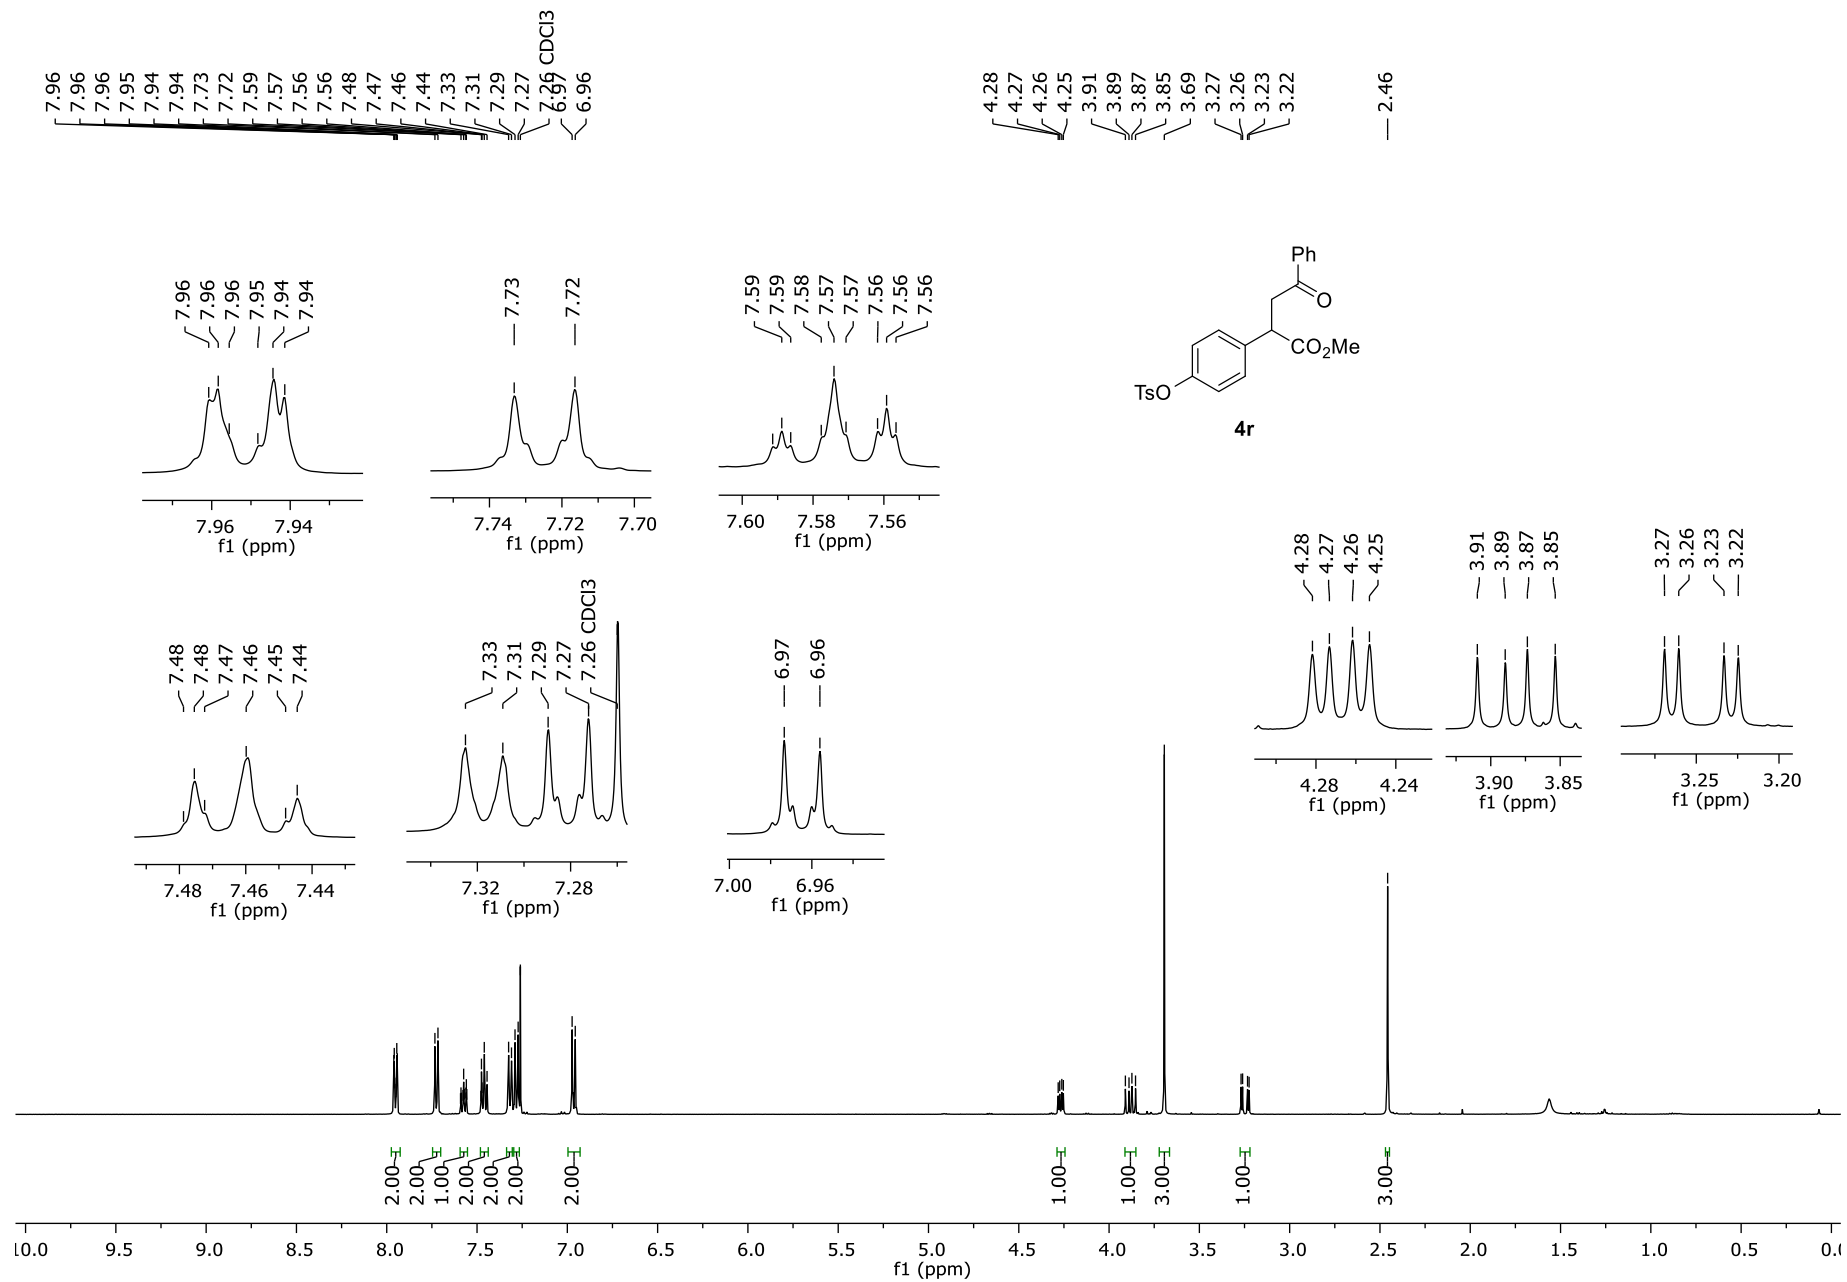 7.96 7.96 7.96 7.95 7.94 7.94 7.73 7.72 7.59 7.57 7.56 7.56 7.48 7.47 7.46 7.44 7.33 7.31 7.29 7.27 7.26 CDCl3 6.97 6.96
4.28 4.27 4.26 4.25 3.91 3.89 3.87 3.85 3.69 3.27 3.26 3.23 3.22 2.46
Ph
O
CO2Me
TsO
4r
7.96 7.96 7.96 7.95 7.94 7.94
7.96 7.94
f1 (ppm)
7.73 7.72
7.74 7.72 7.70
f1 (ppm)
7.59 7.59 7.58 7.57 7.57 7.56 7.56 7.56
7.60 7.58 7.56
f1 (ppm)
7.48 7.48 7.47 7.46 7.45 7.44
7.48 7.46 7.44
f1 (ppm)
7.33 7.31 7.29 7.27 7.26 CDCl3
7.32 7.28
f1 (ppm)
6.97 6.96
7.00 6.96
f1 (ppm)
4.28 4.27 4.26 4.25
4.28 4.24
f1 (ppm)
3.91 3.89 3.87 3.85
3.90 3.85
f1 (ppm)
3.27 3.26 3.23 3.22
3.25 3.20
f1 (ppm)
2.00 2.00 1.00 2.00 2.00 2.00 2.00 1.00 1.00 3.00 1.00 3.00
10.0 9.5 9.0 8.5 8.0 7.5 7.0 6.5 6.0 5.5 5.0 4.5 4.0 3.5 3.0 2.5 2.0 1.5 1.0 0.5 0.0
f1 (ppm)